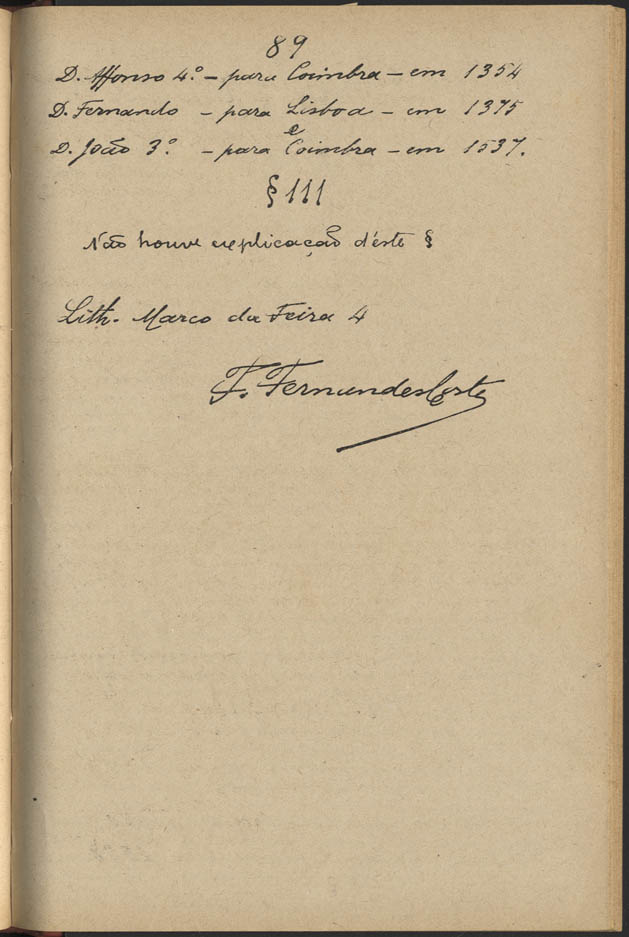 89
D. Affonso 4.º - para Coimbra - em 1354
D. Fernando - para Lisboa - em 1375
D. João 3.º - para Coimbra - em 1537.
§ 111
Não houve explicação d'éste §
Lith. Marco da Feira 4
F. Fernandes Costa